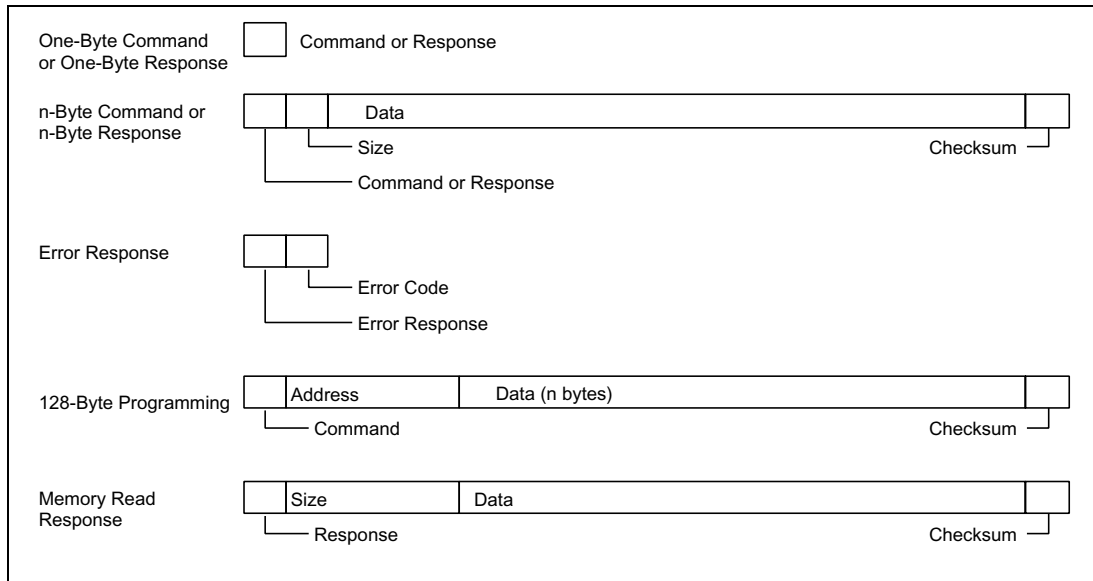 One-Byte Command
or One-Byte Response
Command or Response
n-Byte Command or
n-Byte Response
Data
Size
Checksum
Command or Response
Error Response
Error Code
Error Response
128-Byte Programming
Address
Data (n bytes)
Command
Checksum
Memory Read
Response
Size
Data
Response
Checksum